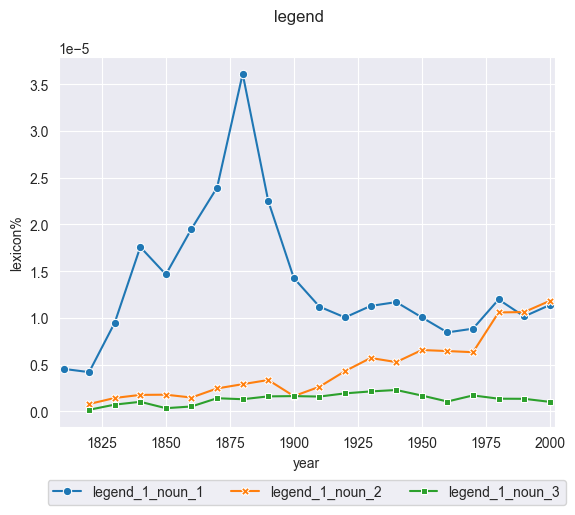 legend
1e−5
3.5
3.0
2.5
2.0
1.5
1.0
0.5
0.0
lexicon%
1825 1850 1875 1900 1925 1950 1975 2000
year
legend_1_noun_1 legend_1_noun_2 legend_1_noun_3